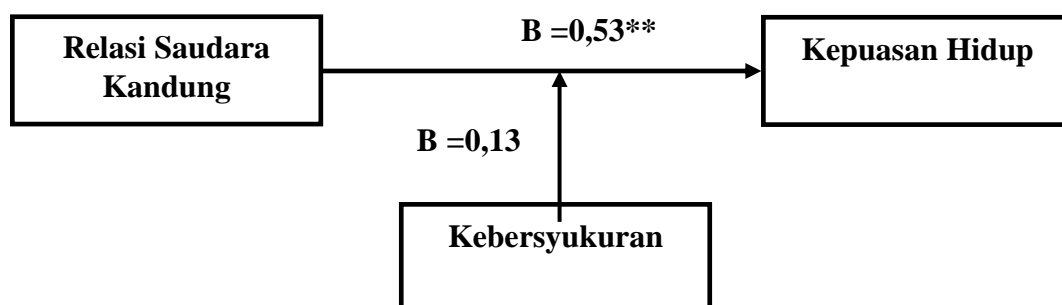 B =0,53**
Relasi Saudara
Kandung
Kepuasan Hidup
B =0,13
Kebersyukuran